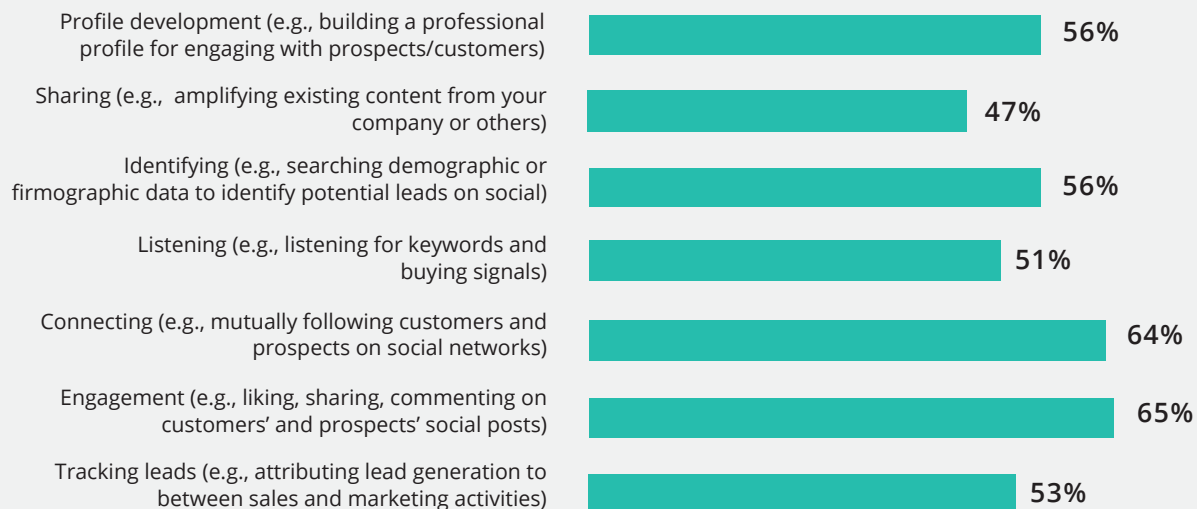 Profile development (e.g., building a professional
profile for engaging with prospects/customers)
56%
Sharing (e.g.,  amplifying existing content from your
company or others)
47%
Identifying (e.g., searching demographic or
firmographic data to identify potential leads on social)
56%
Listening (e.g., listening for keywords and
buying signals)
51%
Connecting (e.g., mutually following customers and
prospects on social networks)
64%
Engagement (e.g., liking, sharing, commenting on
customers’ and prospects’ social posts)
65%
Tracking leads (e.g., attributing lead generation to
between sales and marketing activities)
53%